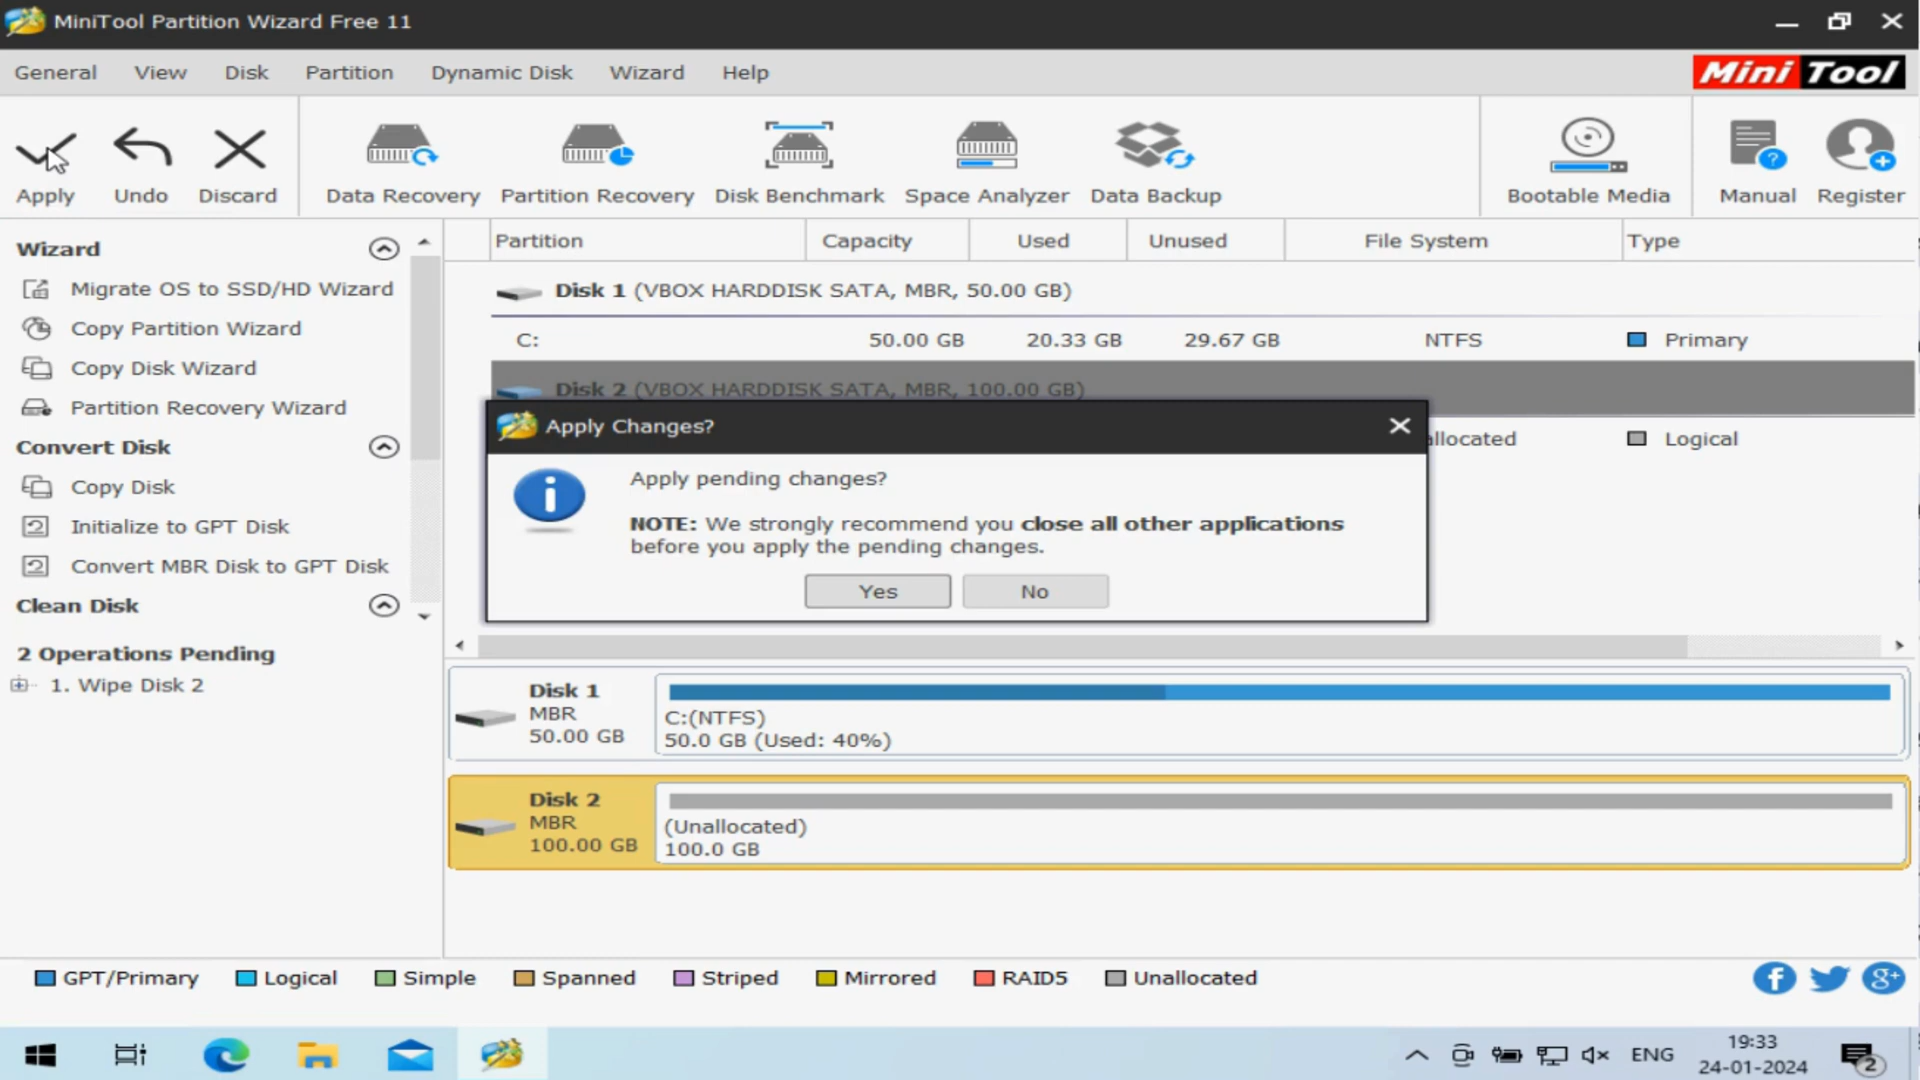 MiniTool Partition Wizard Free 11
General View Disk Partition Dynamic Disk Wizard Help
Mini Tool
Apply Undo Discard Data Recovery Partition Recovery Disk Benchmark Space Analyzer Data Backup Bootable Media Manual Register
Wizard
Migrate OS to SSD/HD Wizard
Copy Partition Wizard
Copy Disk Wizard
Partition Recovery Wizard
Convert Disk
Copy Disk
Initialize to GPT Disk
Convert MBR Disk to GPT Disk
Clean Disk
2 Operations Pending
1. Wipe Disk 2
Partition Capacity Used Unused File System Type
Disk 1 (VBOX HARDDISK SATA, MBR, 50.00 GB)
C: 50.00 GB 20.33 GB 29.67 GB NTFS Primary
Disk 2 (VBOX HARDDISK SATA, MBR, 100.00 GB)
allocated Logical
Apply Changes?
Apply pending changes?
NOTE: We strongly recommend you close all other applications
before you apply the pending changes.
Yes No
Disk 1
MBR
50.00 GB
C:(NTFS)
50.0 GB (Used: 40%)
Disk 2
MBR
100.00 GB
(Unallocated)
100.0 GB
GPT/Primary Logical Simple Spanned Striped Mirrored RAID5 Unallocated
ENG
19:33
24-01-2024
2